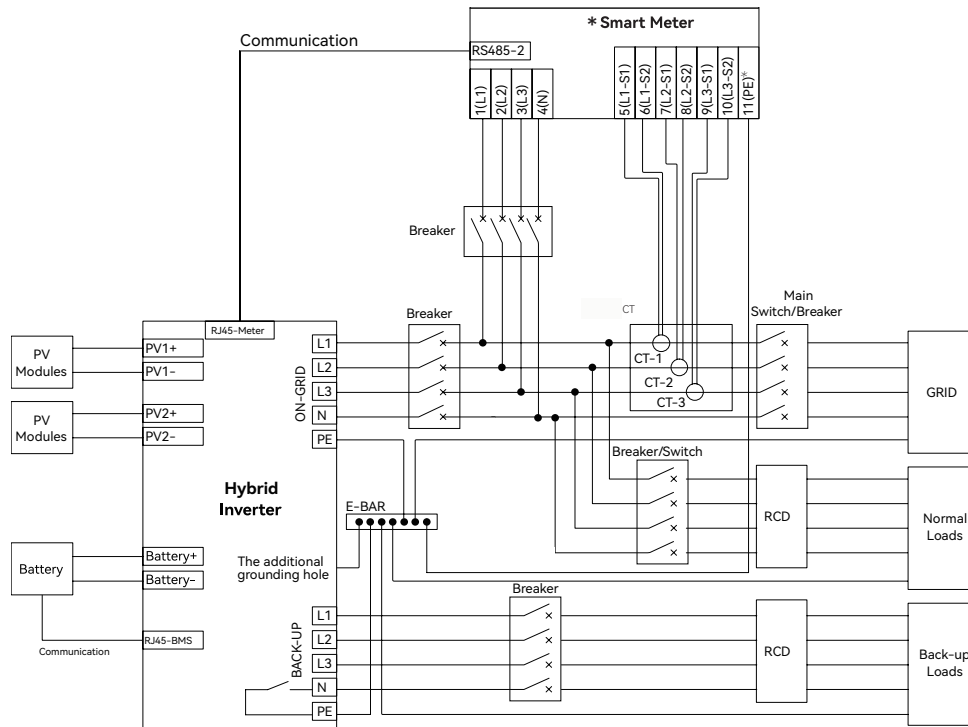 * Smart Meter
Communication
RS485-2
1(L1)
2(L2)
3(L3)
4(N)
5(L1-S1)
6(L1-S2)
7(L2-S1)
8(L2-S2)
9(L3-S1)
10(L3-S2)
11(PE)*
Breaker
CT
Main
Switch/Breaker
Breaker
RJ45-Meter
PV
Modules
PV1+
PV1-
PV
Modules
PV2+
PV2-
ON-GRID
L1
L2
L3
N
PE
CT-1
CT-2
CT-3
GRID
Breaker/Switch
Hybrid
Inverter
E-BAR
RCD
Normal
Loads
Battery
Battery+
Battery-
The additional
grounding hole
Breaker
RJ45-BMS
Communication
BACK-UP
L1
L2
L3
N
PE
RCD
Back-up
Loads